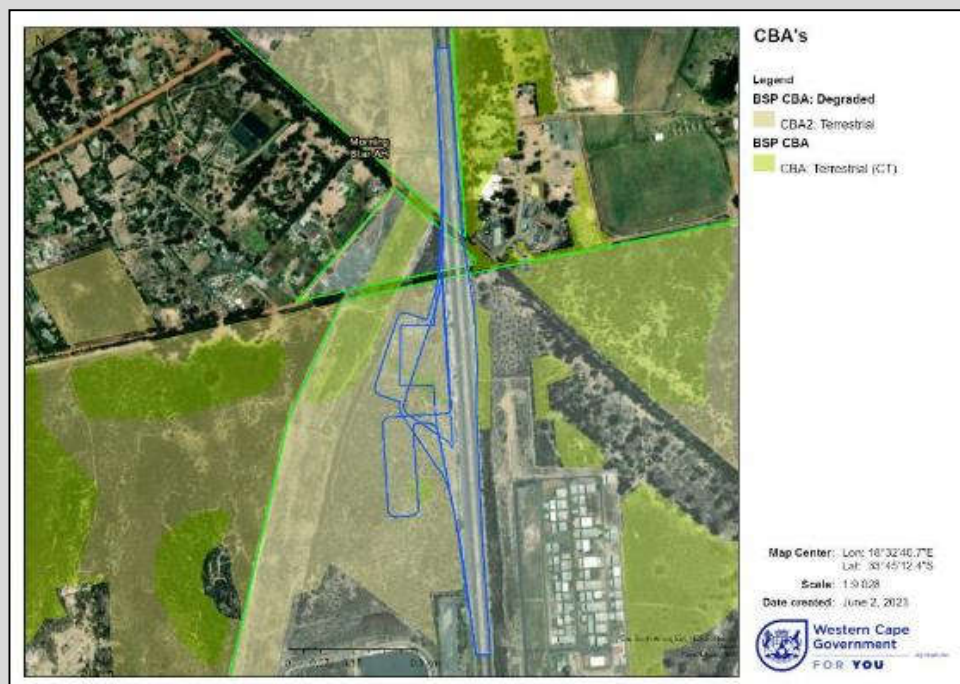 N
Morning
Star AH
CBA's
Legend
BSP CBA: Degraded
CBA2: Terrestrial
BSP CBA
CBA: Terrestrial (CT)
Map Center: Lon: 18°32'40.7"E
Lat: 33°45'12.4"S
Scale: 1:9 028
Date created: June 2, 2023
Western Cape
Government
FOR YOU